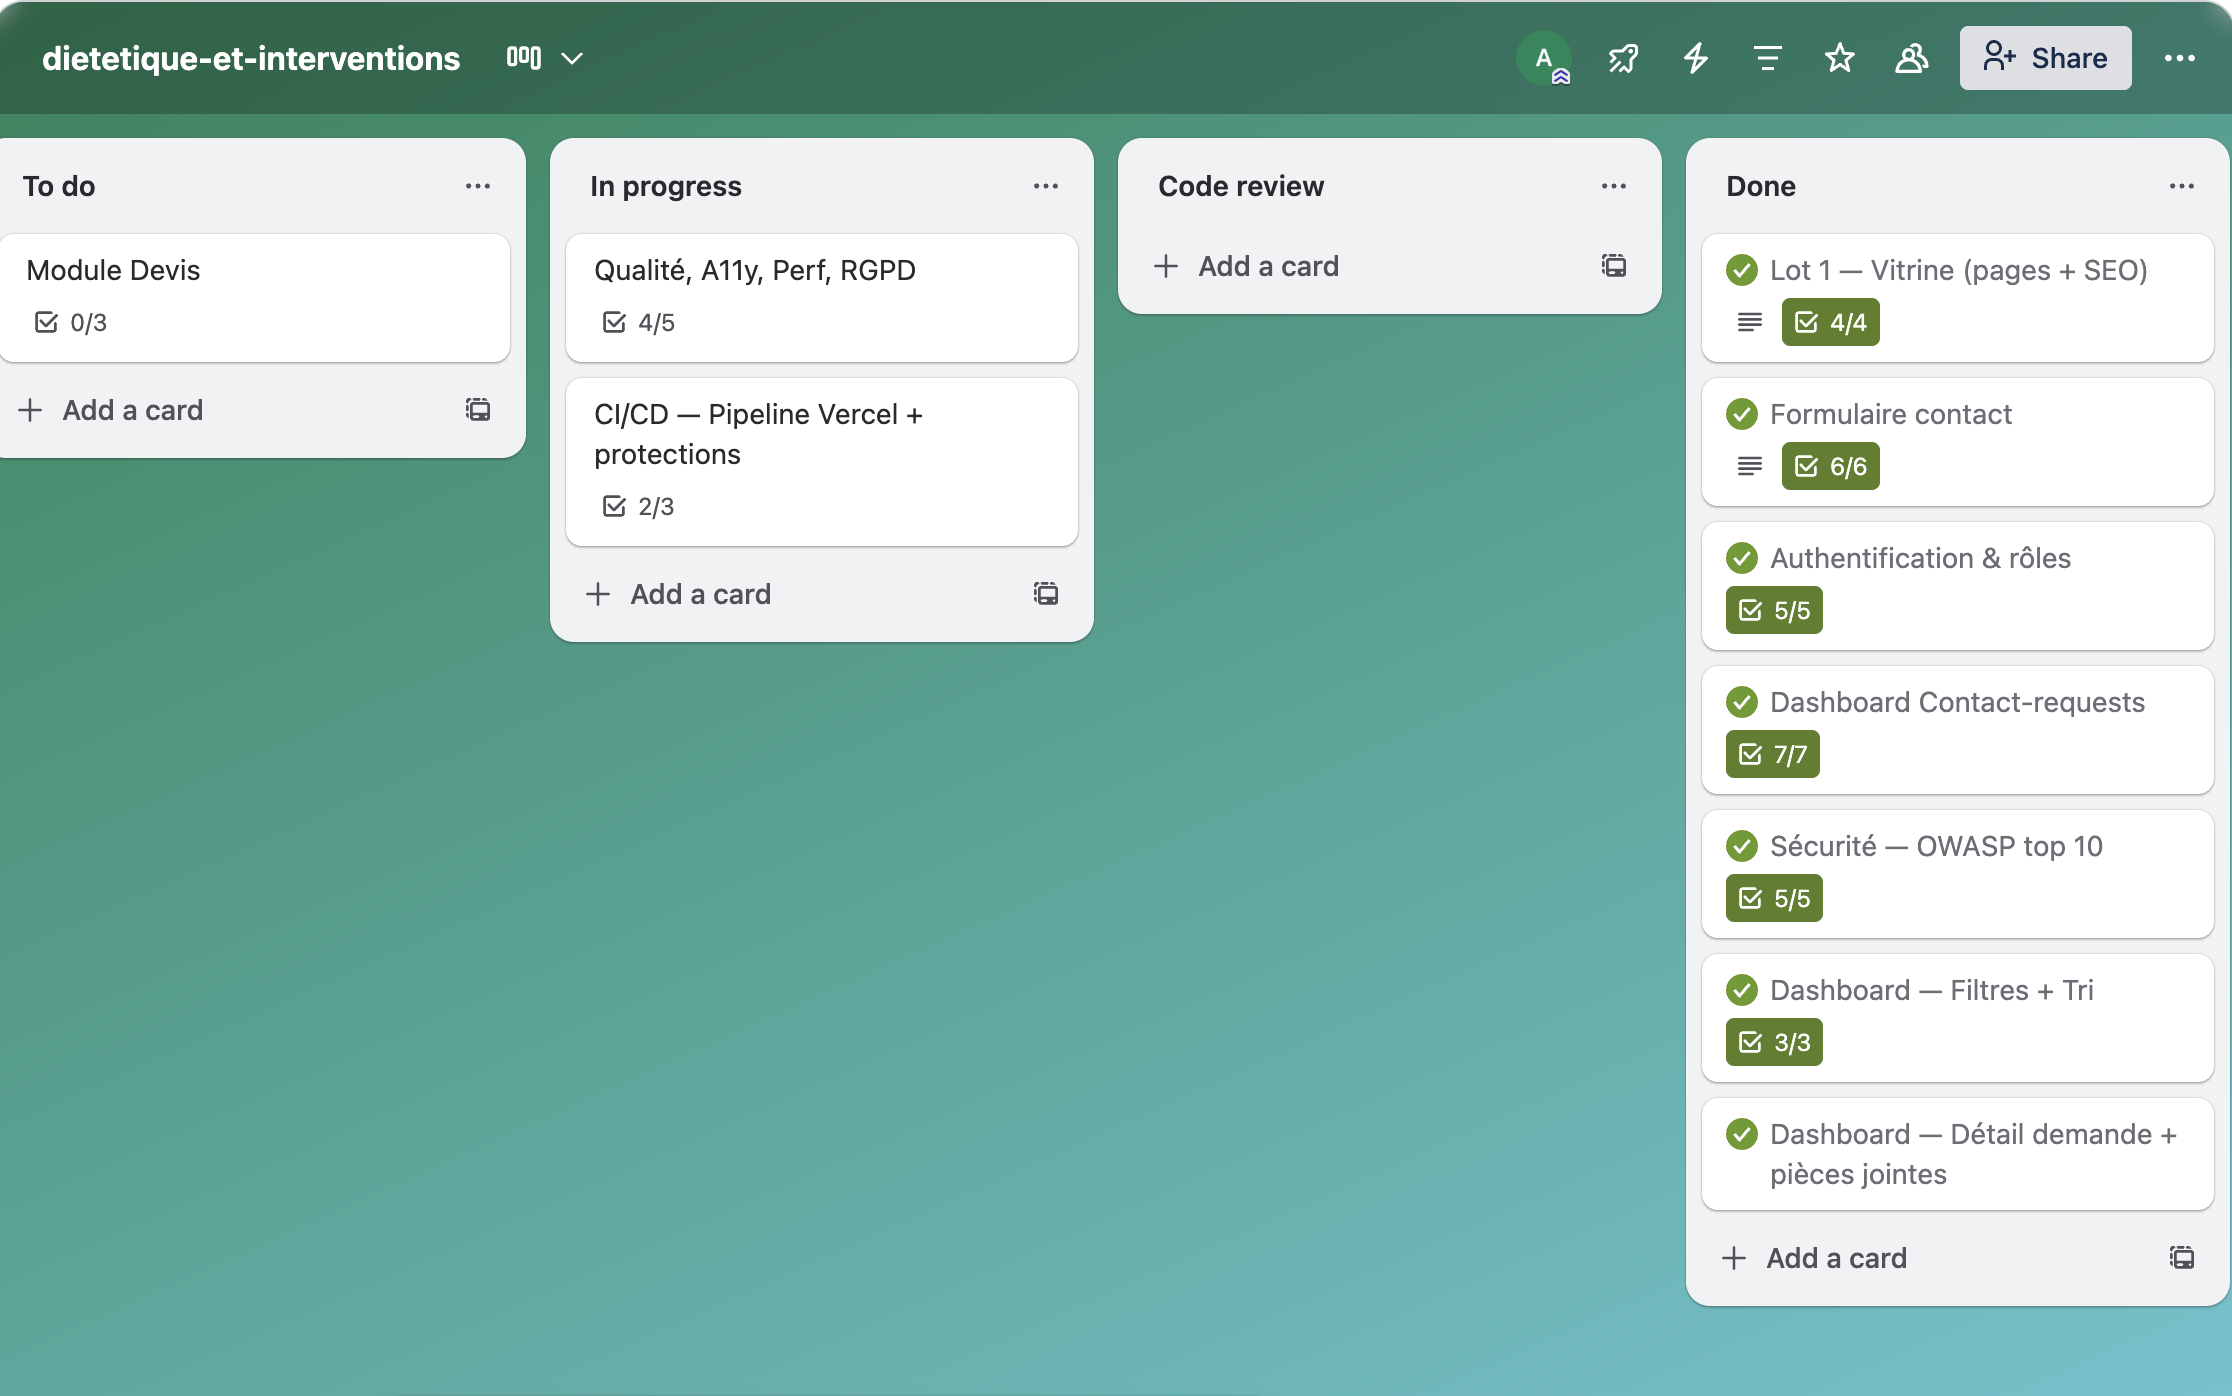 dietetique-et-interventions
A
Share
To do
Module Devis
0/3
Add a card
In progress
Qualité, A11y, Perf, RGPD
4/5
CI/CD — Pipeline Vercel +
protections
2/3
Add a card
Code review
Add a card
Done
Lot 1 — Vitrine (pages + SEO)
4/4
Formulaire contact
6/6
Authentification & rôles
5/5
Dashboard Contact-requests
7/7
Sécurité — OWASP top 10
5/5
Dashboard — Filtres + Tri
3/3
Dashboard — Détail demande +
pièces jointes
Add a card